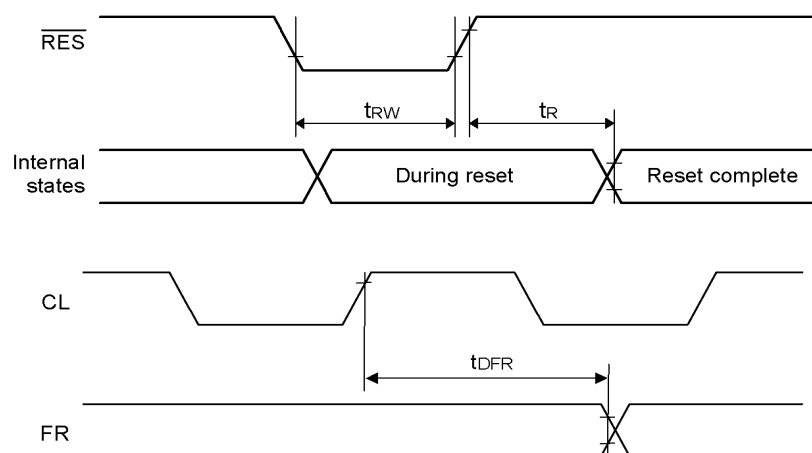 RES
tRW
tR
Internal
states
During reset
Reset complete
CL
tDFR
FR